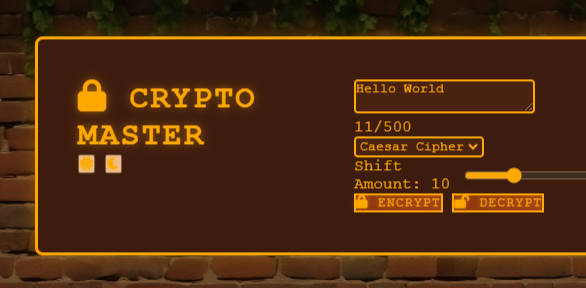 CRYPTO
MASTER
Hello World
11/500
Caesar Cipher
Shift
Amount: 10
ENCRYPT DECRYPT